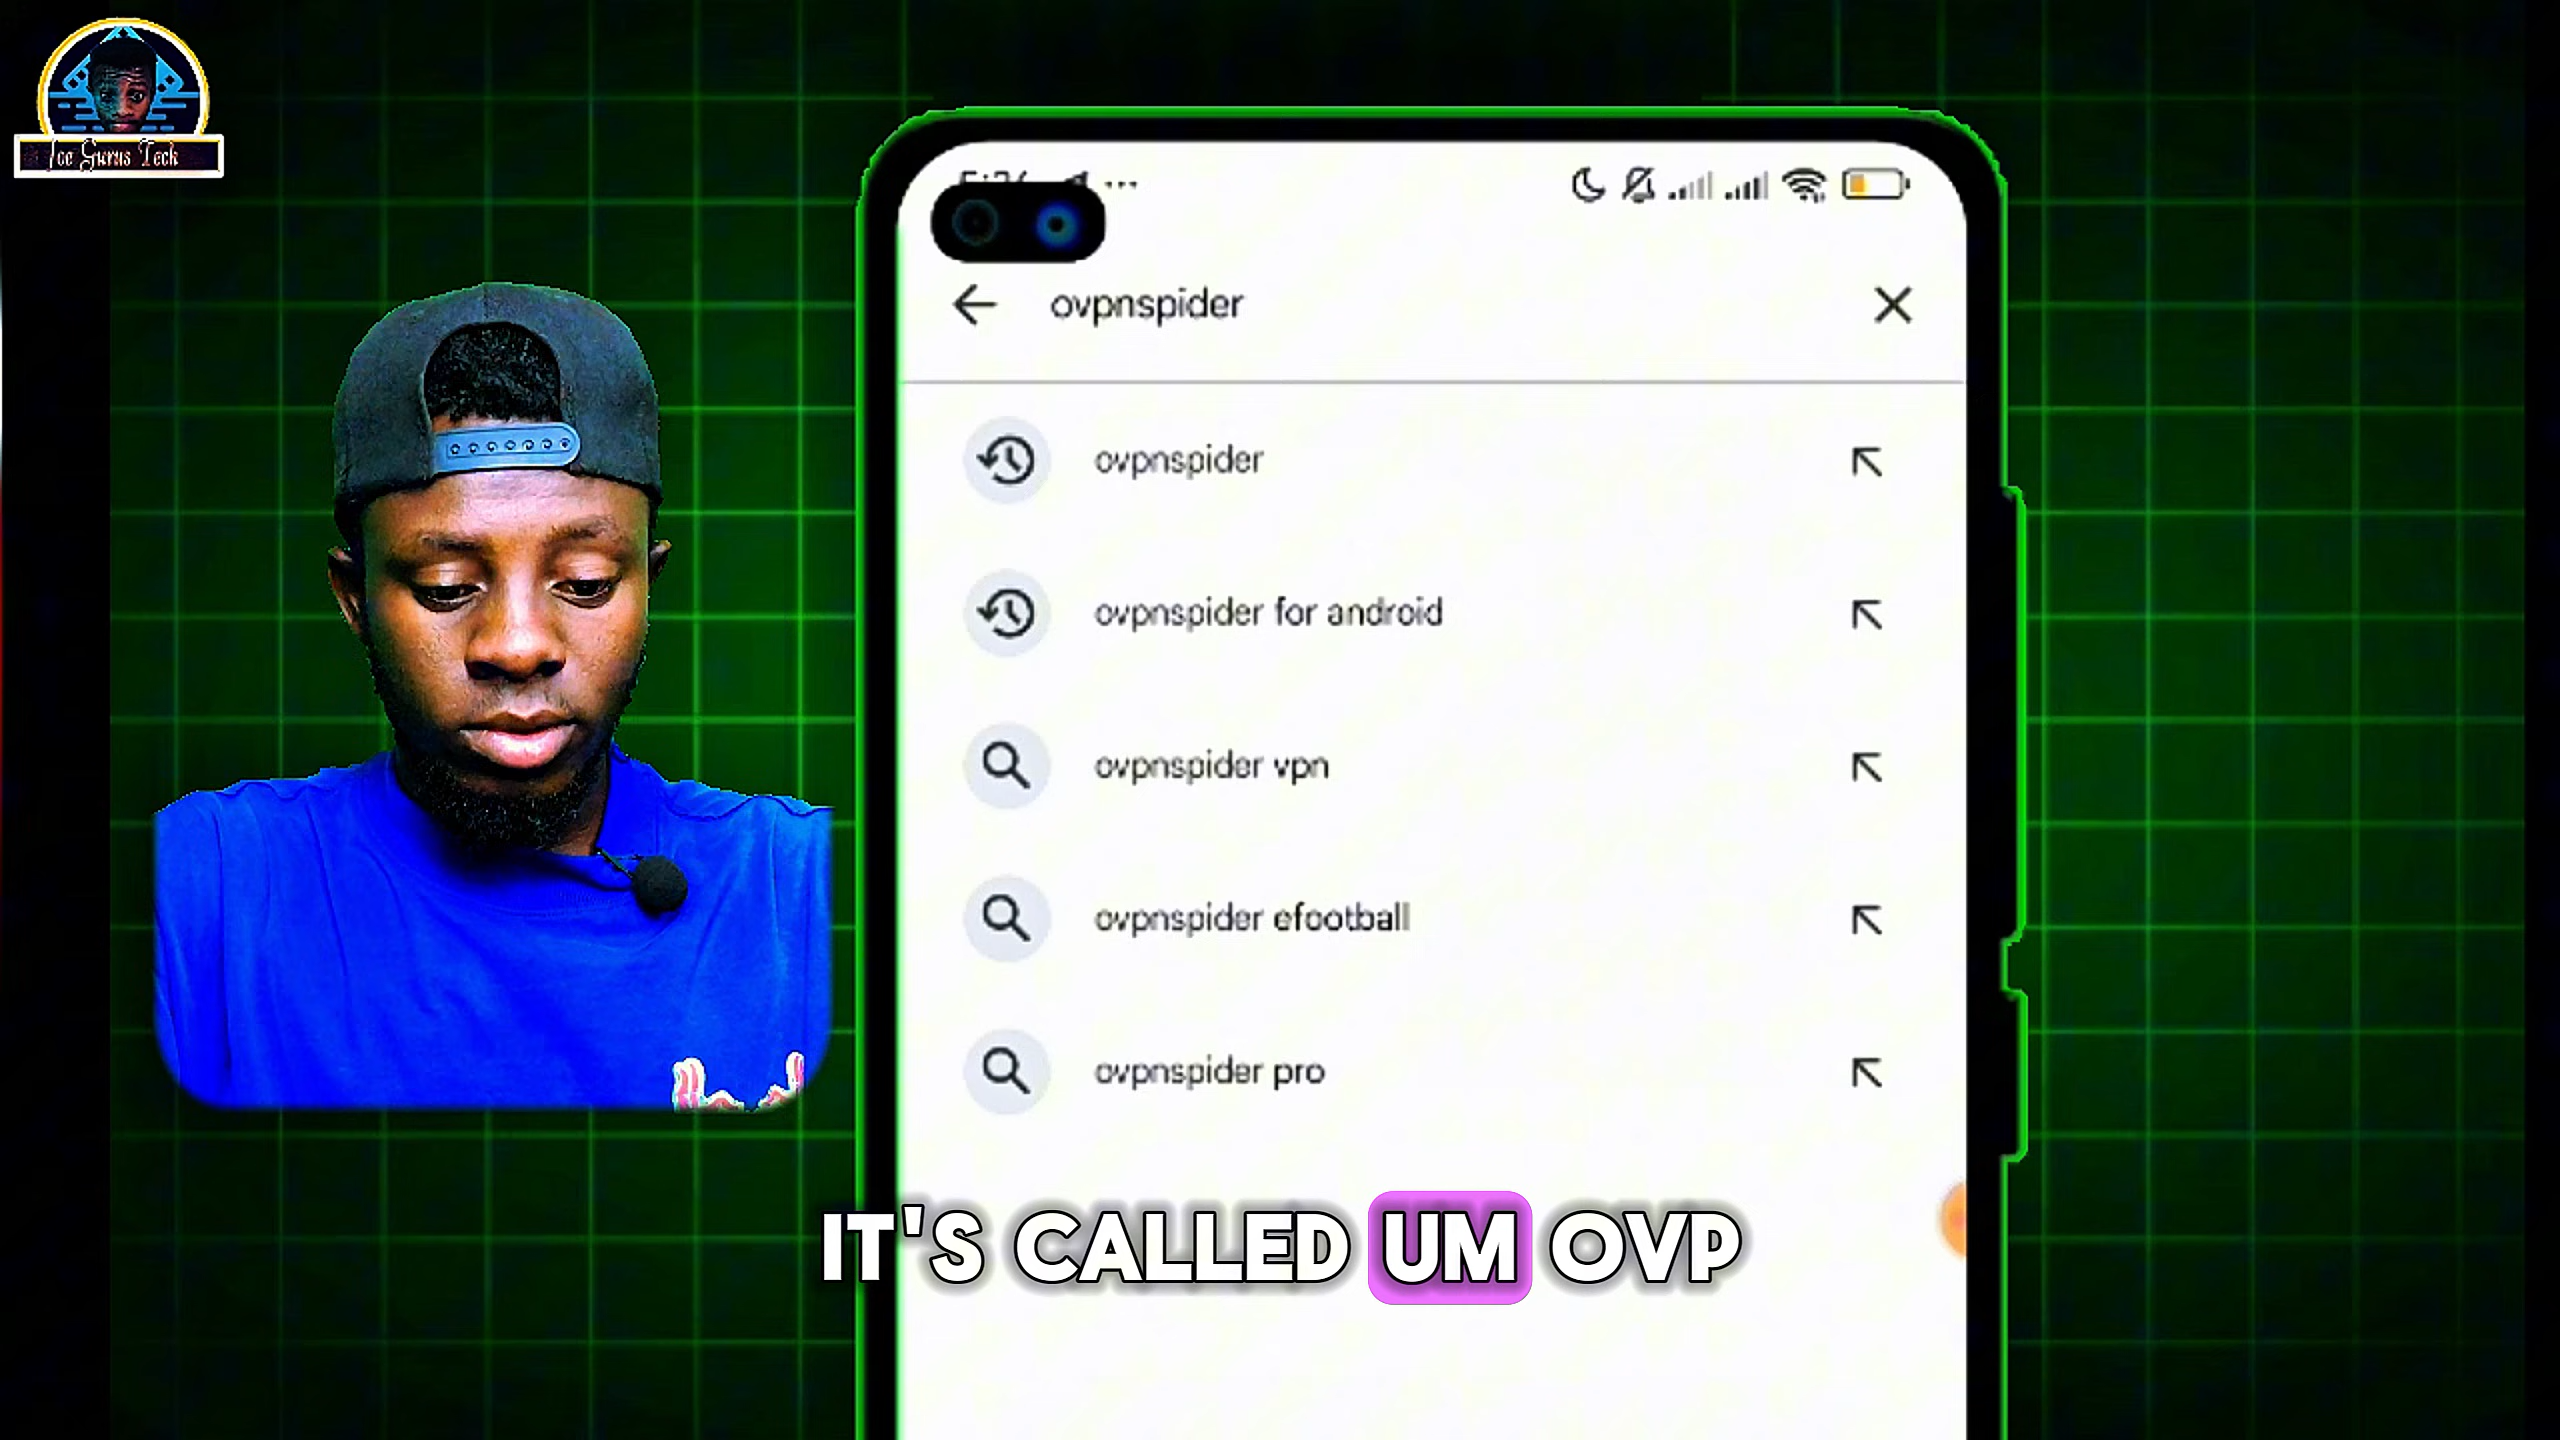 Ice Gurus Tech
ovpnspider
ovpnspider
ovpnspider for android
ovpnspider vpn
ovpnspider efootball
ovpnspider pro
IT'S CALLED UM OVP